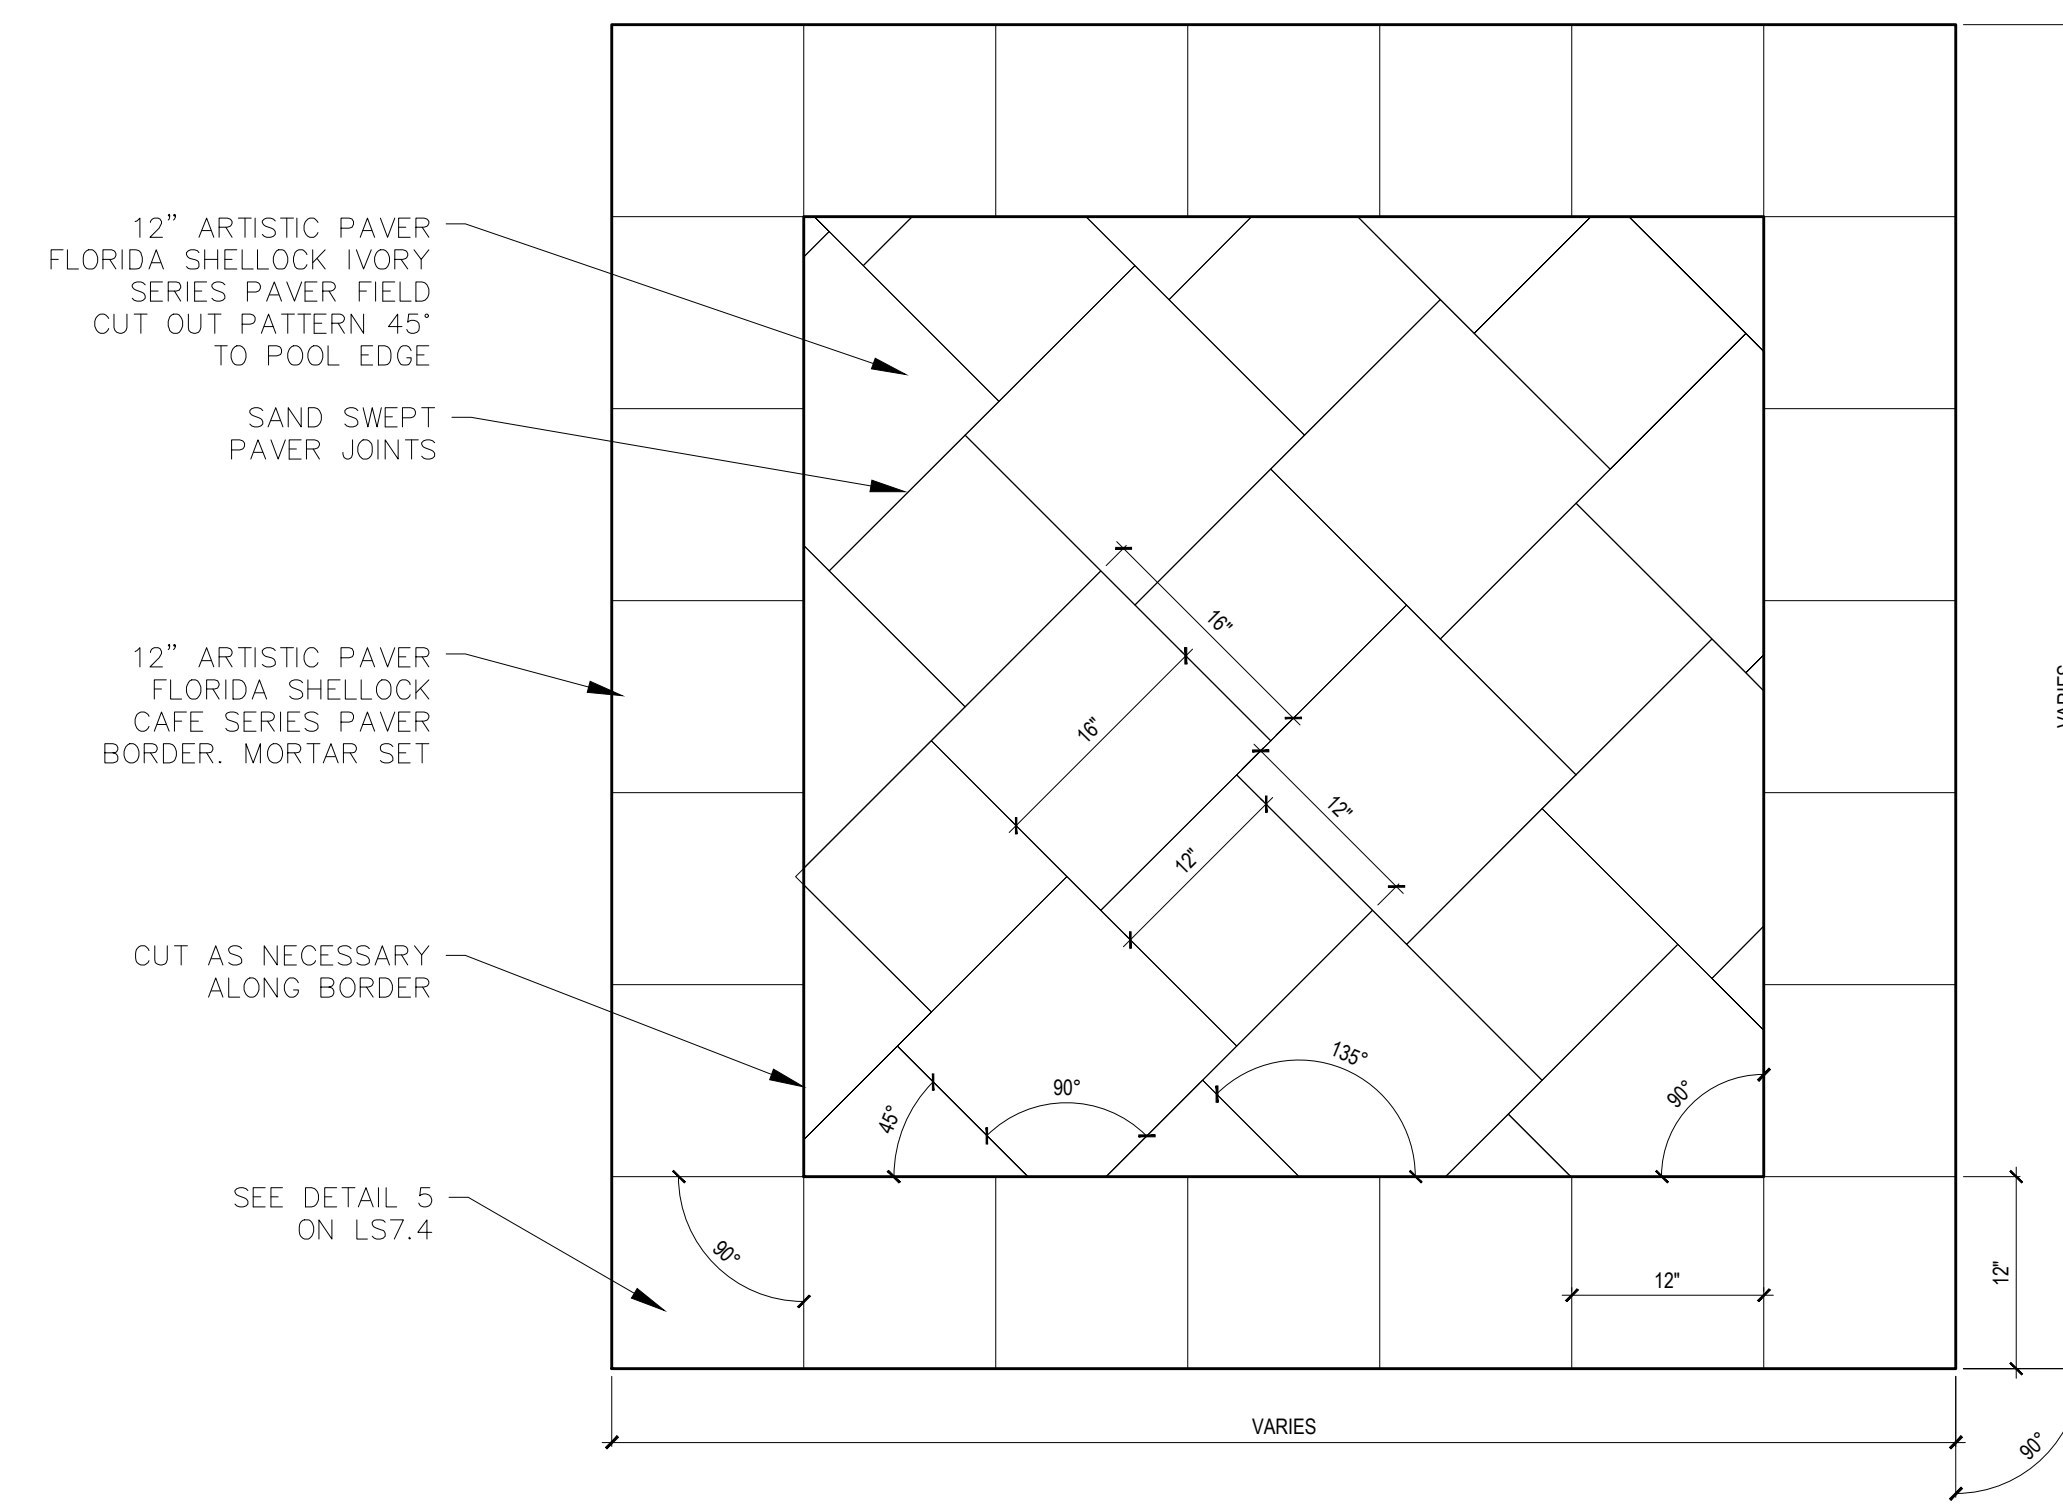 12” ARTISTIC PAVER
FLORIDA SHELLOCK IVORY
SERIES PAVER FIELD
CUT OUT PATTERN 45°
TO POOL EDGE
SAND SWEPT
PAVER JOINTS
12” ARTISTIC PAVER
FLORIDA SHELLOCK
CAFE SERIES PAVER
BORDER. MORTAR SET
CUT AS NECESSARY
ALONG BORDER
SEE DETAIL 5
ON LS7.4
16"
16"
12"
12"
45°
90°
135°
90°
90°
12"
12"
VARIES
VARIES
90°